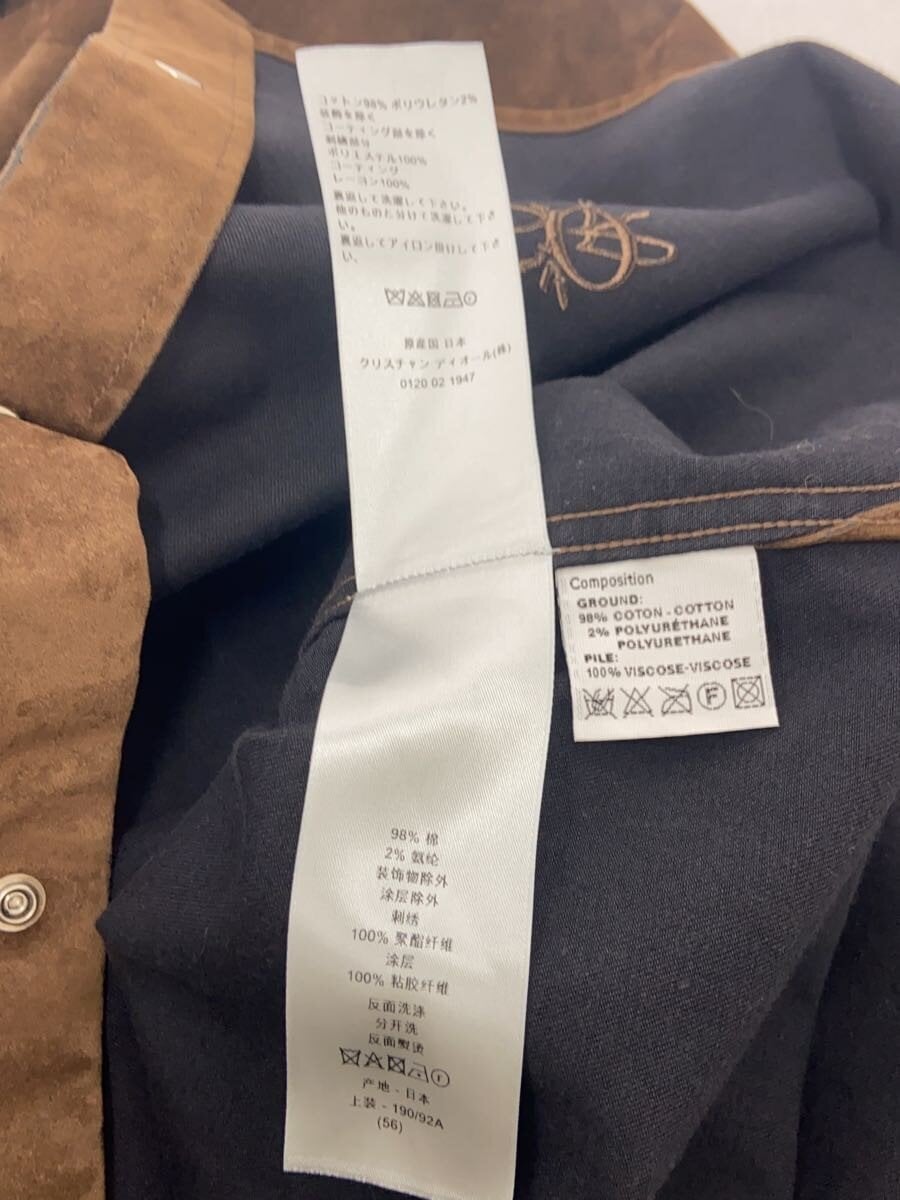 コットン98% ポリウレタン2%
装飾を除く
コーティング部を除く
刺繍部分
ポリエステル100%
コーティング
レーヨン100%
裏返して洗濯して下さい。
他のものと分けて洗濯して下さ
い。
裏返してアイロン掛けして下さ
い、
原産国 日本
クリスチャン ディオール(株)
0120 02 1947
Composition
GROUND:
98% COTON - COTTON
2% POLYURÉTHANE
POLYURETHANE
PILE:
100% VISCOSE-VISCOSE
F
98% 棉
2% 氨纶
装饰物除外
涂层除外
刺绣
100% 聚酯纤维
涂层
100% 粘胶纤维
反面洗涤
分开洗
反面熨烫
产地 - 日本
上装 - 190/92A
(56)